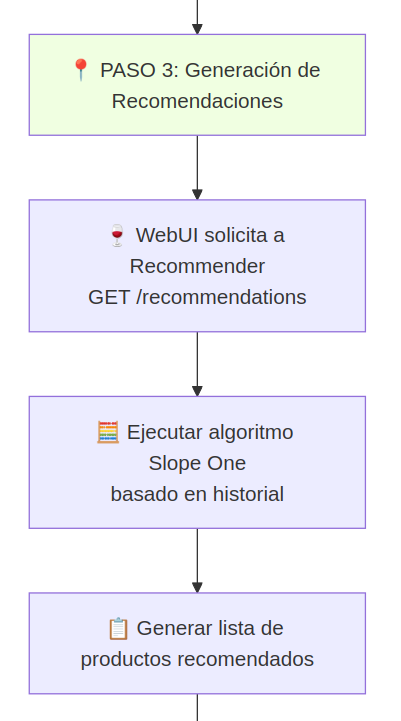 📍 PASO 3: Generación de
Recomendaciones
🍷 WebUI solicita a
Recommender
GET /recommendations
🧮 Ejecutar algoritmo
Slope One
basado en historial
📋 Generar lista de
productos recomendados